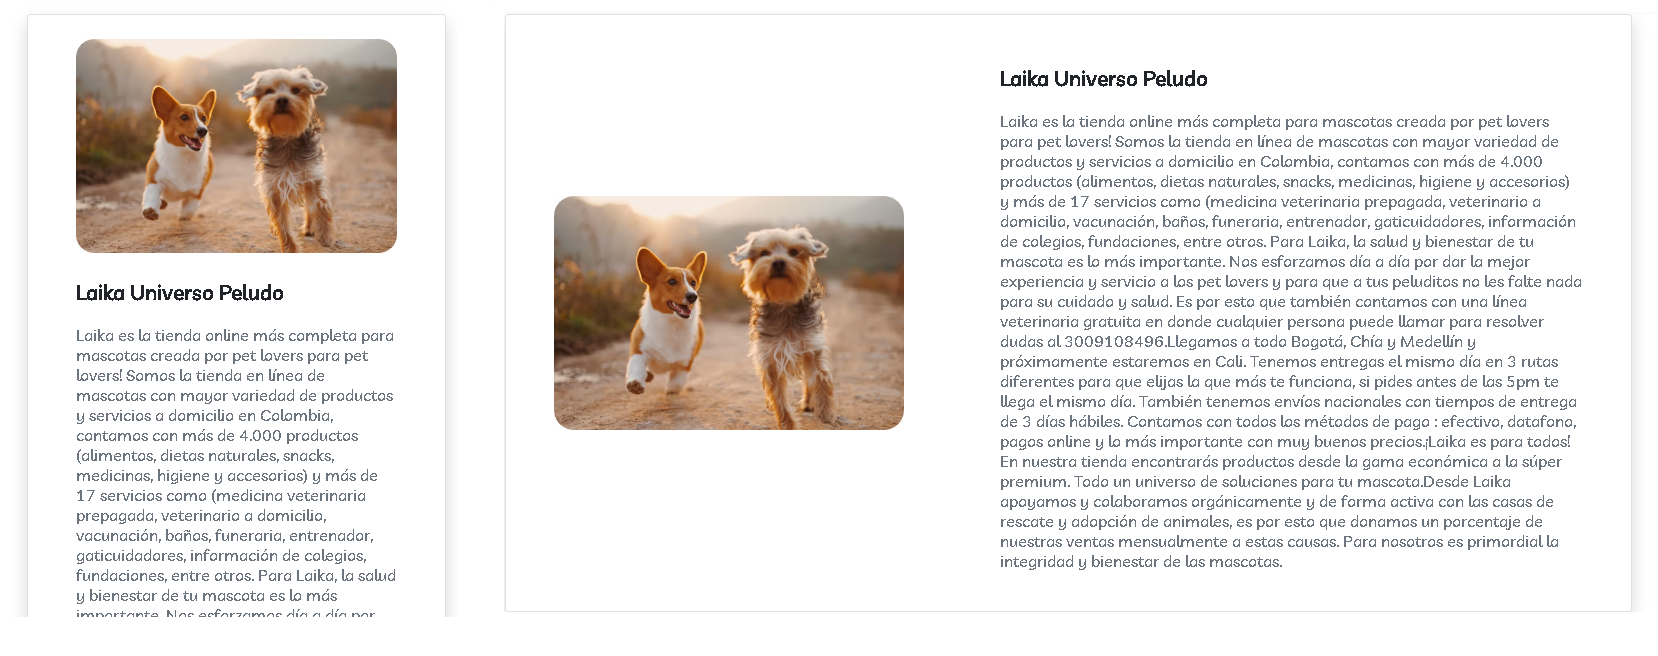 Laika Universo Peludo
Laika es la tienda online más completa para
mascotas creada por pet lovers para pet
lovers! Somos la tienda en línea de
mascotas con mayor variedad de productos
y servicios a domicilio en Colombia,
contamos con más de 4.000 productos
(alimentos, dietas naturales, snacks,
medicinas, higiene y accesorios) y más de
17 servicios como (medicina veterinaria
prepagada, veterinario a domicilio,
vacunación, baños, funeraria, entrenador,
gaticuidadores, información de colegios,
fundaciones, entre otros. Para Laika, la salud
y bienestar de tu mascota es lo más
importante. Nos esforzamos día a día por
Laika Universo Peludo
Laika es la tienda online más completa para mascotas creada por pet lovers
para pet lovers! Somos la tienda en línea de mascotas con mayor variedad de
productos y servicios a domicilio en Colombia, contamos con más de 4.000
productos (alimentos, dietas naturales, snacks, medicinas, higiene y accesorios)
y más de 17 servicios como (medicina veterinaria prepagada, veterinario a
domicilio, vacunación, baños, funeraria, entrenador, gaticuidadores, información
de colegios, fundaciones, entre otros. Para Laika, la salud y bienestar de tu
mascota es lo más importante. Nos esforzamos día a día por dar la mejor
experiencia y servicio a los pet lovers y para que a tus peluditos no les falte nada
para su cuidado y salud. Es por esto que también contamos con una línea
veterinaria gratuita en donde cualquier persona puede llamar para resolver
dudas al 3009108496.Llegamos a todo Bogotá, Chía y Medellín y
próximamente estaremos en Cali. Tenemos entregas el mismo día en 3 rutas
diferentes para que elijas la que más te funciona, si pides antes de las 5pm te
llega el mismo día. También tenemos envíos nacionales con tiempos de entrega
de 3 días hábiles. Contamos con todos los métodos de pago : efectivo, datafono,
pagos online y lo más importante con muy buenos precios.¡Laika es para todos!
En nuestra tienda encontrarás productos desde la gama económica a la súper
premium. Todo un universo de soluciones para tu mascota.Desde Laika
apoyamos y colaboramos orgánicamente y de forma activa con las casas de
rescate y adopción de animales, es por esto que donamos un porcentaje de
nuestras ventas mensualmente a estas causas. Para nosotros es primordial la
integridad y bienestar de las mascotas.